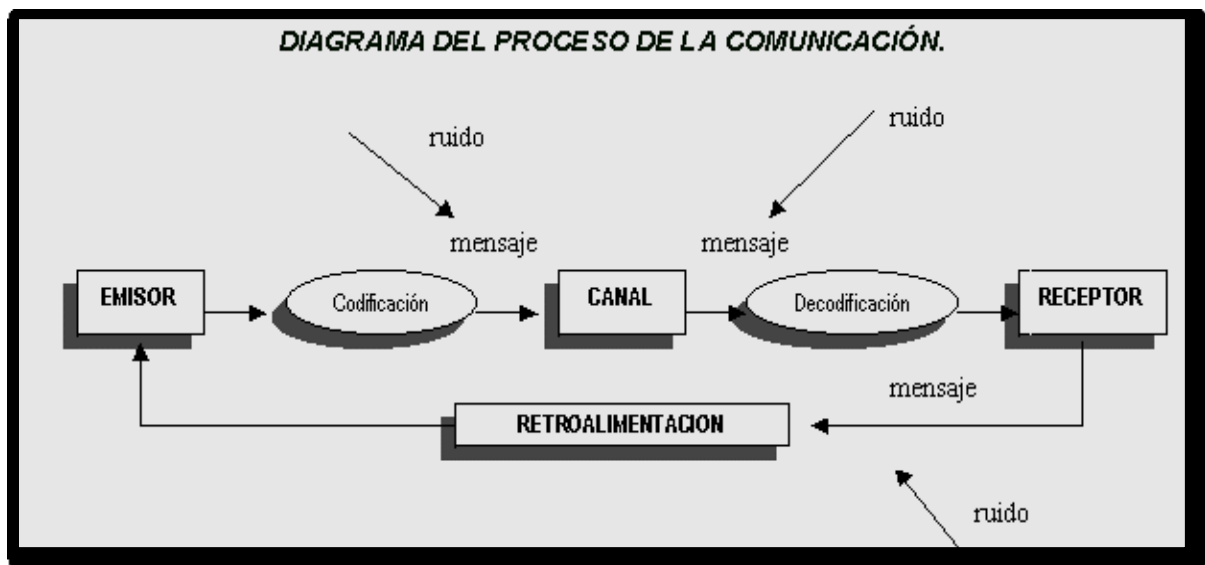 DIAGRAMA DEL PROCESO DE LA COMUNICACIÓN.
ruido
ruido
mensaje
mensaje
EMISOR
Codificación
CANAL
Decodificación
RECEPTOR
mensaje
RETROALIMENTACION
ruido